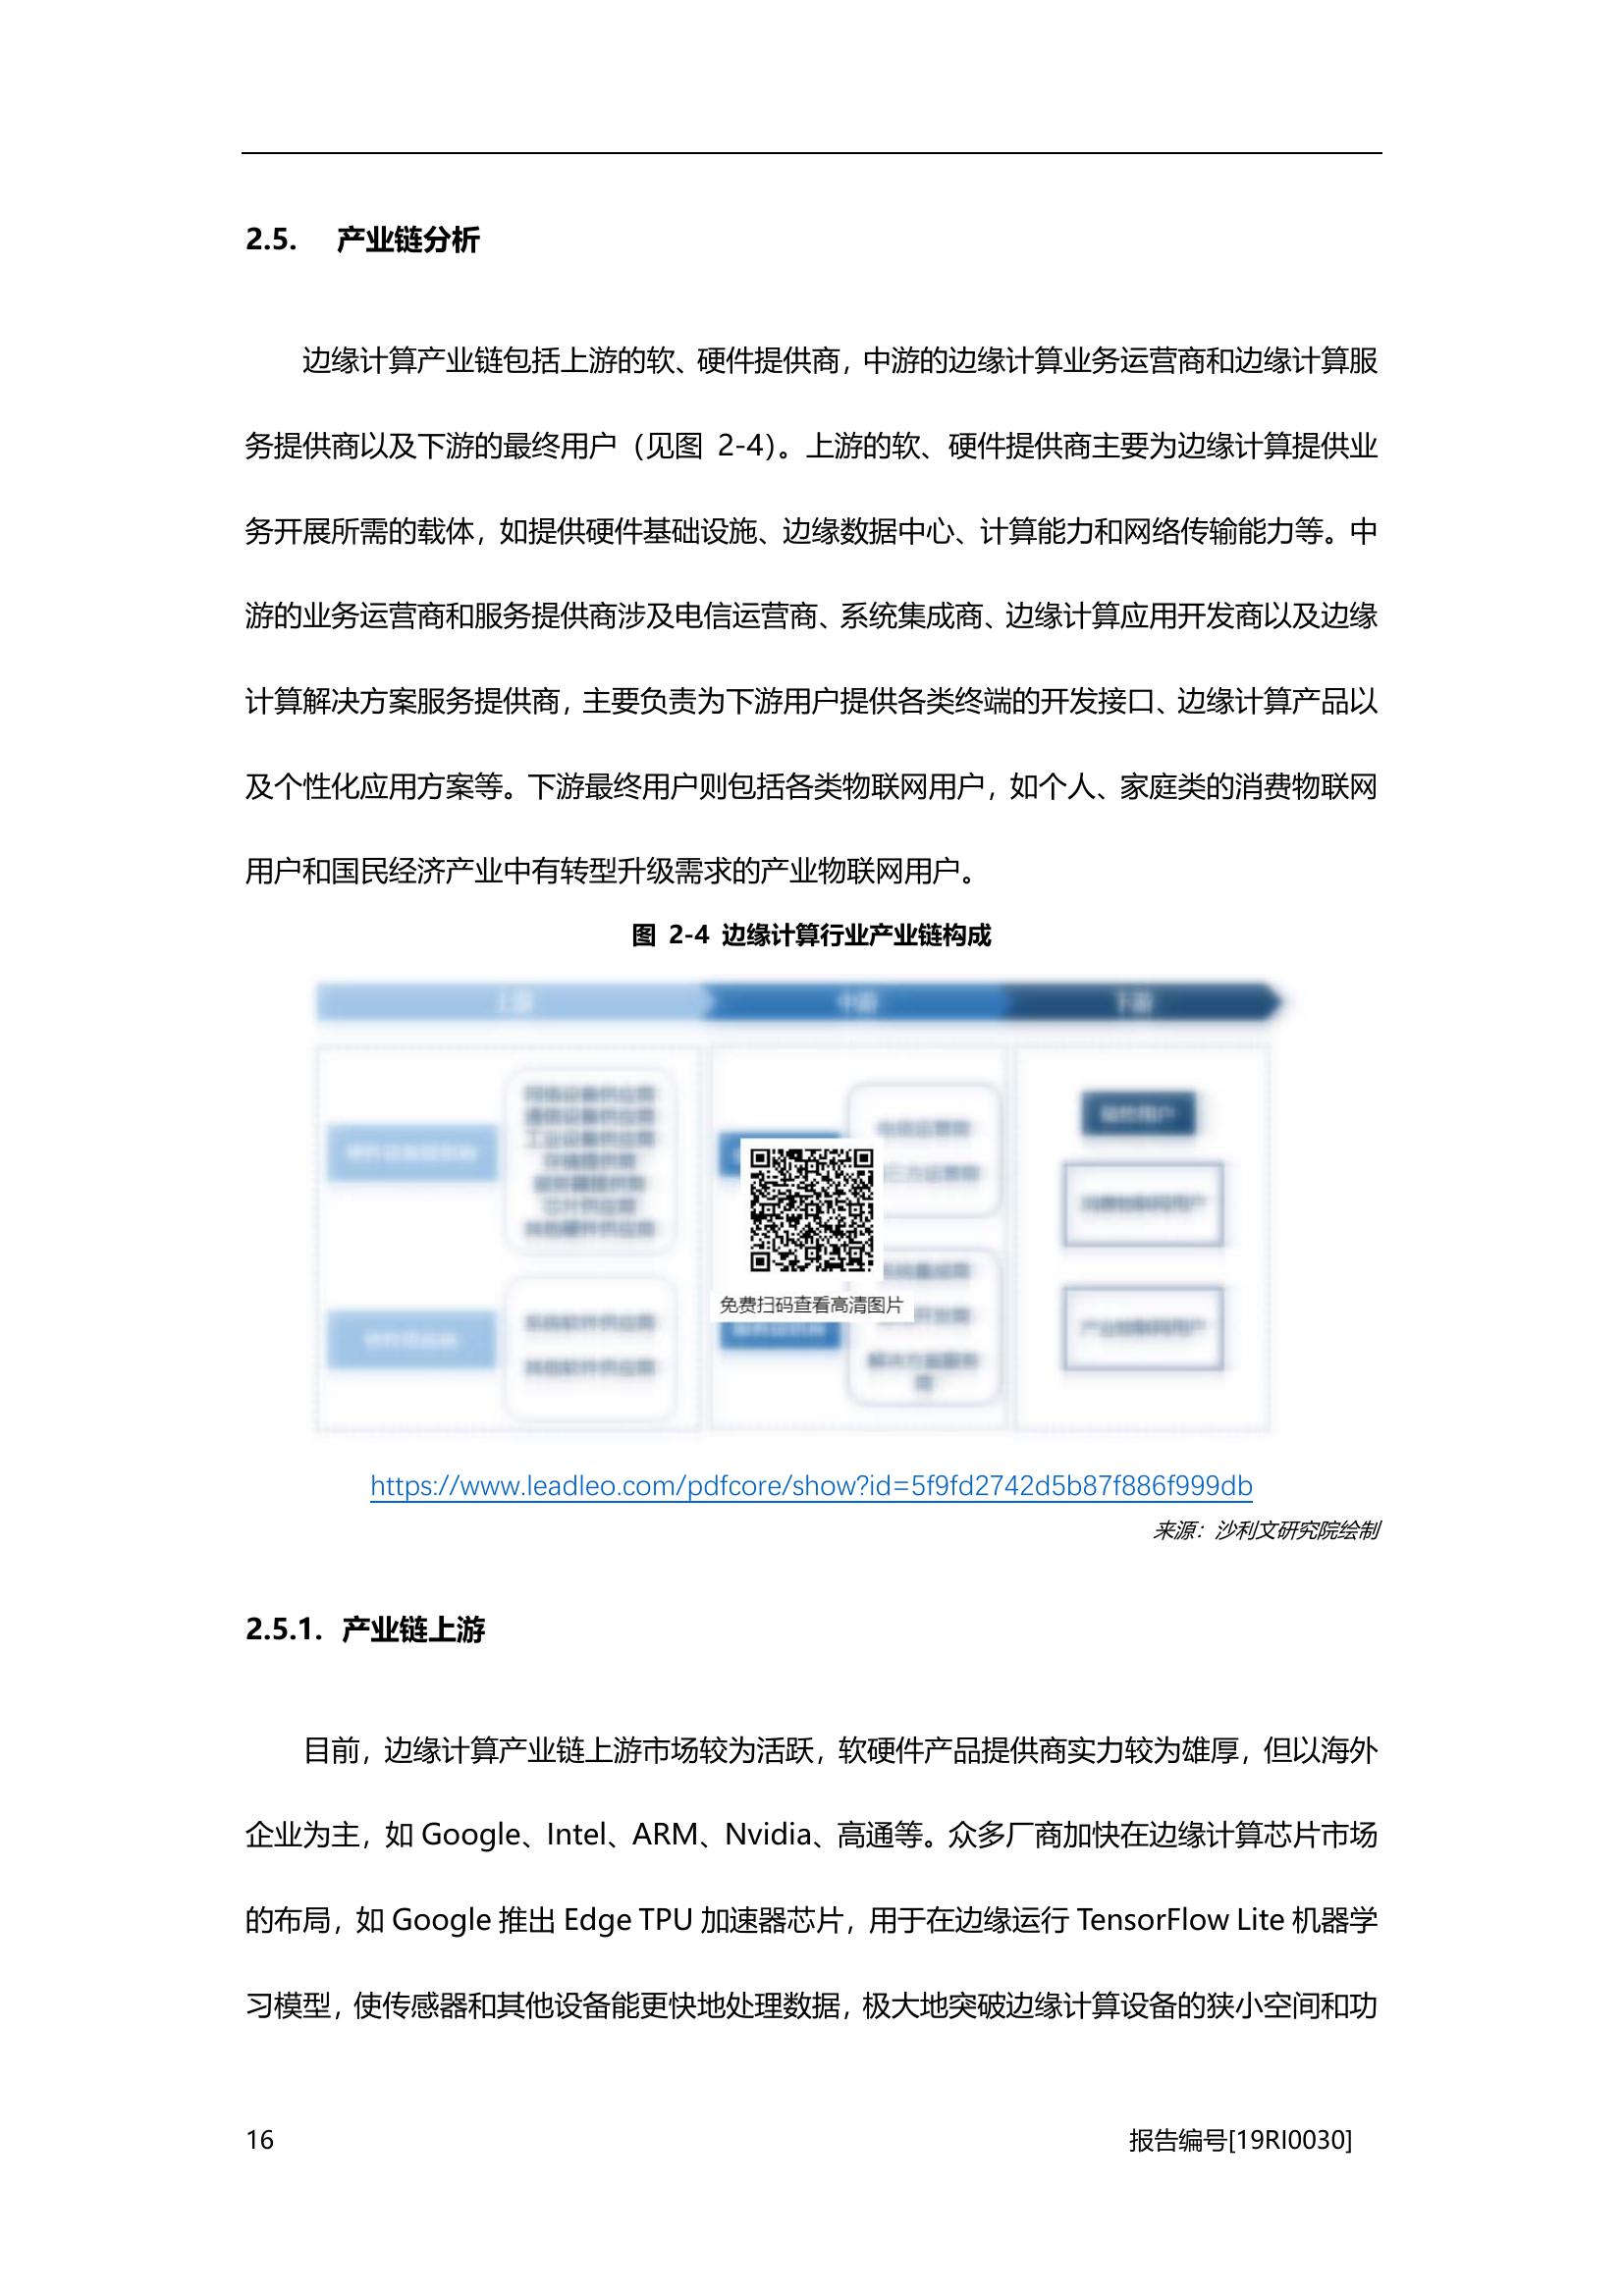 2.5. 产业链分析
边缘计算产业链包括上游的软、硬件提供商，中游的边缘计算业务运营商和边缘计算服
务提供商以及下游的最终用户（见图 2-4）。上游的软、硬件提供商主要为边缘计算提供业
务开展所需的载体，如提供硬件基础设施、边缘数据中心、计算能力和网络传输能力等。中
游的业务运营商和服务提供商涉及电信运营商、系统集成商、边缘计算应用开发商以及边缘
计算解决方案服务提供商，主要负责为下游用户提供各类终端的开发接口、边缘计算产品以
及个性化应用方案等。下游最终用户则包括各类物联网用户，如个人、家庭类的消费物联网
用户和国民经济产业中有转型升级需求的产业物联网用户。
图 2-4 边缘计算行业产业链构成
免费扫码查看高清图片
https://www.leadleo.com/pdfcore/show?id=5f9fd2742d5b87f886f999db
来源：沙利文研究院绘制
2.5.1. 产业链上游
目前，边缘计算产业链上游市场较为活跃，软硬件产品提供商实力较为雄厚，但以海外
企业为主，如 Google、Intel、ARM、Nvidia、高通等。众多厂商加快在边缘计算芯片市场
的布局，如 Google 推出 Edge TPU 加速器芯片，用于在边缘运行 TensorFlow Lite 机器学
习模型，使传感器和其他设备能更快地处理数据，极大地突破边缘计算设备的狭小空间和功
16 报告编号[19RI0030]